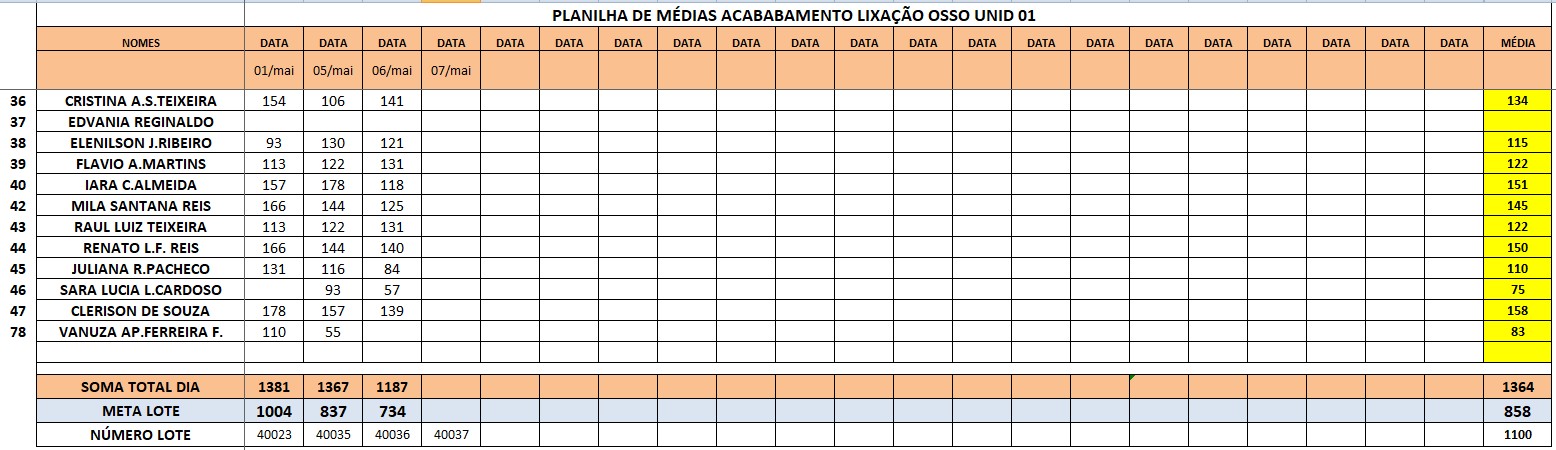 PLANILHA DE MÉDIAS ACABABAMENTO LIXAÇÃO OSSO UNID 01
NOMES DATA DATA DATA DATA DATA DATA DATA DATA DATA DATA DATA DATA DATA DATA DATA DATA DATA DATA DATA DATA DATA MÉDIA
01/mai 05/mai 06/mai 07/mai
36 CRISTINA A.S.TEIXEIRA 154 106 141 134
37 EDVANIA REGINALDO
38 ELENILSON J.RIBEIRO 93 130 121 115
39 FLAVIO A.MARTINS 113 122 131 122
40 IARA C.ALMEIDA 157 178 118 151
42 MILA SANTANA REIS 166 144 125 145
43 RAUL LUIZ TEIXEIRA 113 122 131 122
44 RENATO L.F. REIS 166 144 140 150
45 JULIANA R.PACHECO 131 116 84 110
46 SARA LUCIA L.CARDOSO 93 57 75
47 CLERISON DE SOUZA 178 157 139 158
78 VANUZA AP.FERREIRA F. 110 55 83
SOMA TOTAL DIA 1381 1367 1187 1364
META LOTE 1004 837 734 858
NÚMERO LOTE 40023 40035 40036 40037 1100